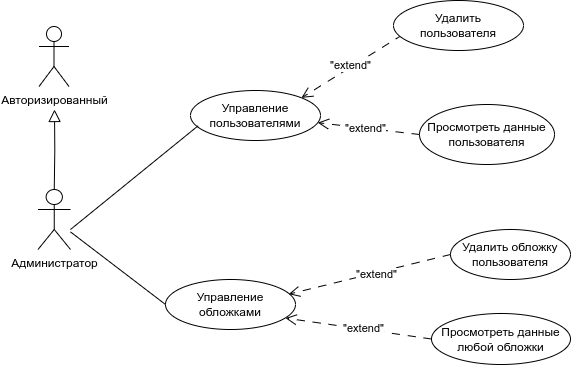 Удалить
пользователя
"extend"
Авторизированный
Управление
пользователями
"extend"
Просмотреть данные
пользователя
Администратор
Удалить обложку
пользователя
"extend"
Управление
обложками
"extend"
Просмотреть данные
любой обложки